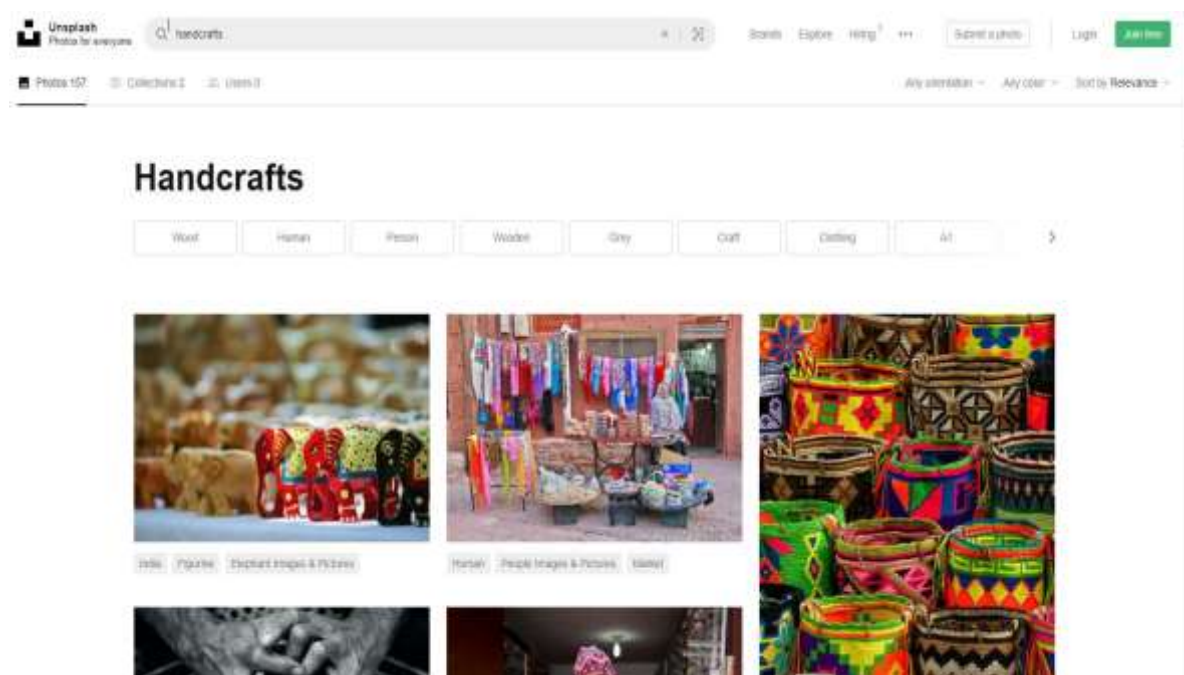 Unsplash
Photos for everyone
handcrafts
Brands Explore Hiring ... Submit a photo Login Join free
Photos 157 Collections 2 Users 0
Any orientation Any color Sort by Relevance
Handcrafts
Wood Human Person Wooden Grey Craft Clothing Art
India Figurine Elephant Images & Pictures
Human People Images & Pictures Market